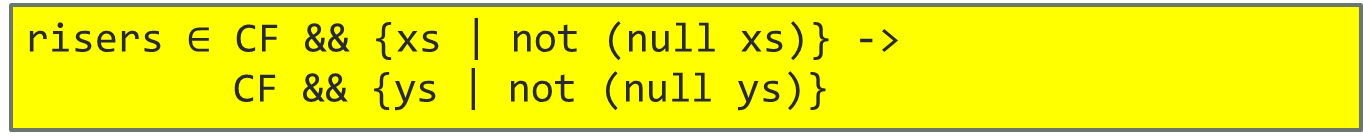 risers ∈ CF && {xs | not (null xs)} ->
CF && {ys | not (null ys)}